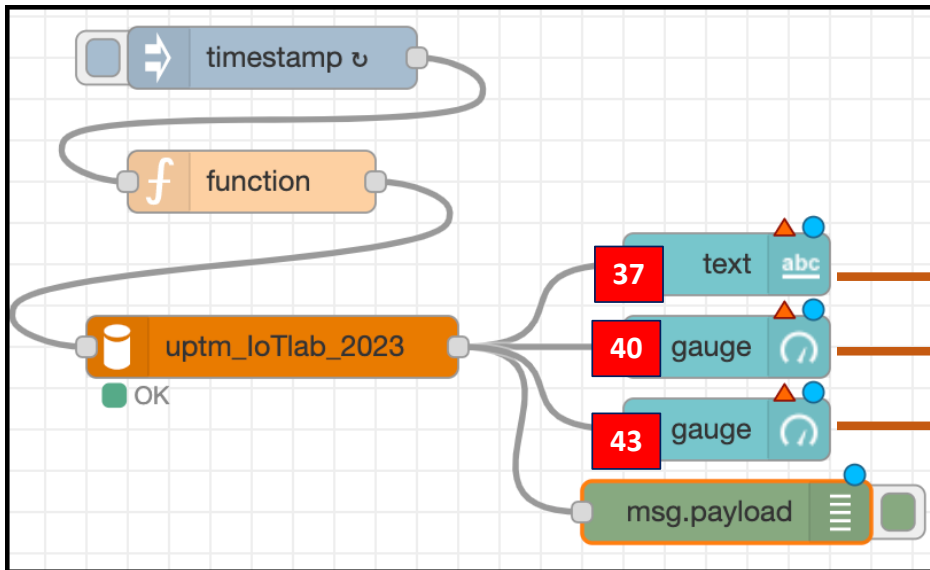 timestamp ↻
function
37 text abc
uptm_IoTlab_2023
40 gauge
OK
43 gauge
msg.payload